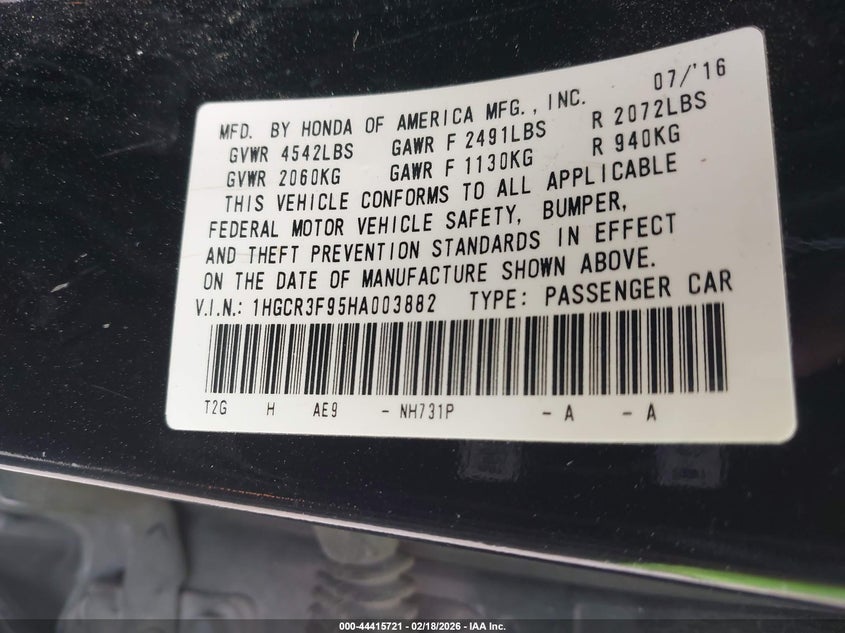 MFD. BY HONDA OF AMERICA MFG., INC. 07/'16
GVWR 4542LBS GAWR F 2491LBS R 2072LBS
GVWR 2060KG GAWR F 1130KG R 940KG
THIS VEHICLE CONFORMS TO ALL APPLICABLE
FEDERAL MOTOR VEHICLE SAFETY, BUMPER,
AND THEFT PREVENTION STANDARDS IN EFFECT
ON THE DATE OF MANUFACTURE SHOWN ABOVE.
V.I.N.: 1HGCR3F95HA003882 TYPE: PASSENGER CAR
T2G H AE9 - NH731P - A - A
000-44415721 - 02/18/2026 - IAA Inc.